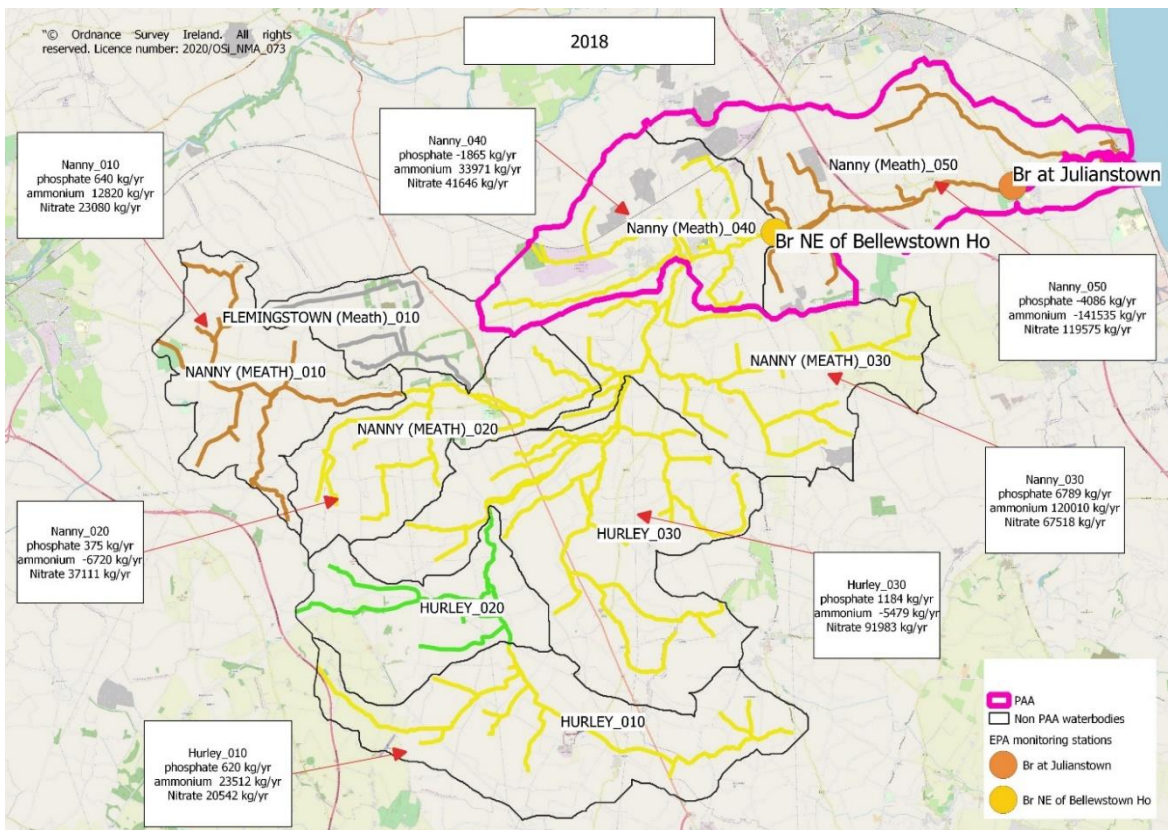 "© Ordnance Survey Ireland. All rights
reserved. Licence number: 2020/OSi_NMA_073
2018
Nanny_010
phosphate 640 kg/yr
ammonium 12820 kg/yr
Nitrate 23080 kg/yr
Nanny_040
phosphate -1865 kg/yr
ammonium 33971 kg/yr
Nitrate 41646 kg/yr
Nanny (Meath)_050
Br at Julianstown
Nanny (Meath)_040
Br NE of Bellewstown Ho
Nanny_050
phosphate -4086 kg/yr
ammonium -141535 kg/yr
Nitrate 119575 kg/yr
FLEMINGSTOWN (Meath)_010
NANNY (MEATH)_010
NANNY (MEATH)_030
NANNY (MEATH)_020
Nanny_030
phosphate 6789 kg/yr
ammonium 120010 kg/yr
Nitrate 67518 kg/yr
Nanny_020
phosphate 375 kg/yr
ammonium -6720 kg/yr
Nitrate 37111 kg/yr
HURLEY_030
Hurley_030
phosphate 1184 kg/yr
ammonium -5479 kg/yr
Nitrate 91983 kg/yr
HURLEY_020
HURLEY_010
Hurley_010
phosphate 620 kg/yr
ammonium 23512 kg/yr
Nitrate 20542 kg/yr
PAA
Non PAA waterbodies
EPA monitoring stations
Br at Julianstown
Br NE of Bellewstown Ho